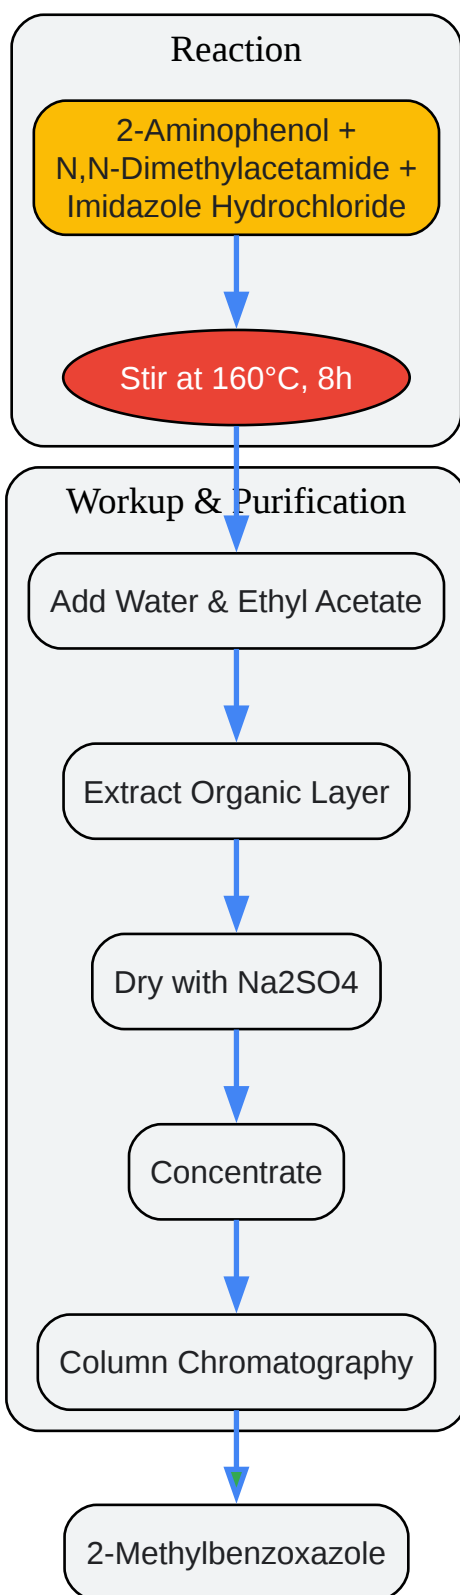 Reaction
2-Aminophenol +
N,N-Dimethylacetamide +
Imidazole Hydrochloride
Stir at 160°C, 8h
Workup & Purification
Add Water & Ethyl Acetate
Extract Organic Layer
Dry with Na2SO4
Concentrate
Column Chromatography
2-Methylbenzoxazole